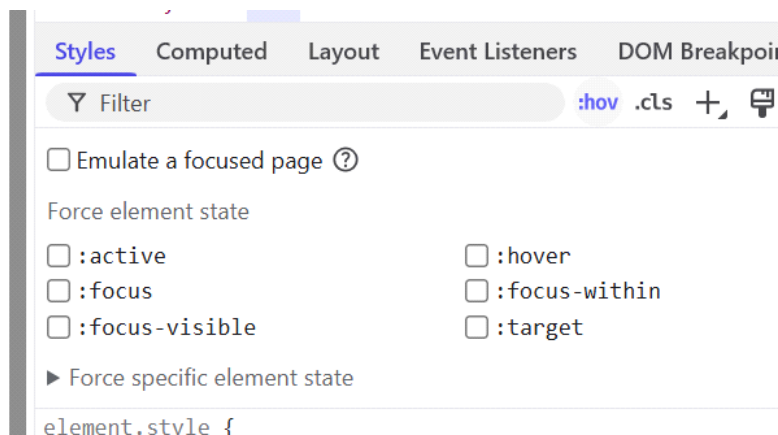 Styles Computed Layout Event Listeners DOM
Filter :hov .cls
Emulate a focused page
Force element state
:active :hover
:focus :focus-within
:focus-visible :target
Force specific element state
element.style {